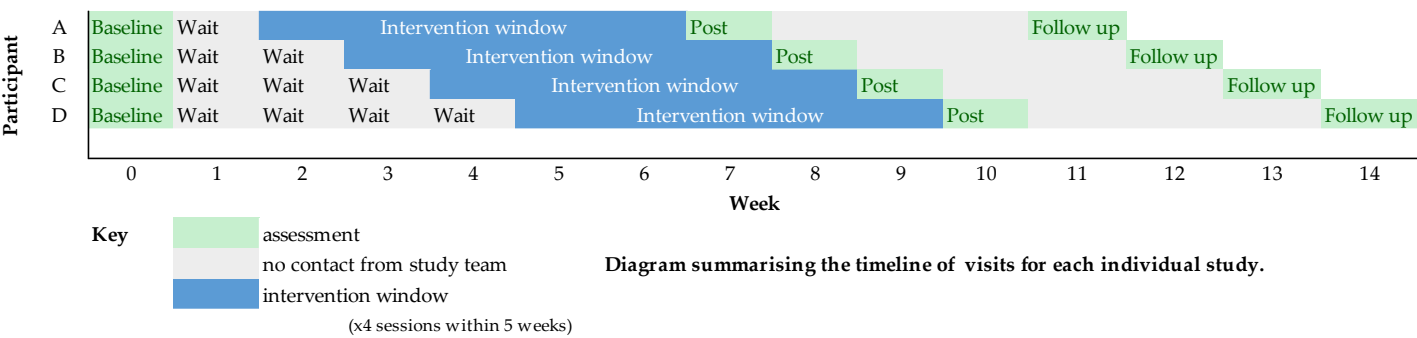 A Baseline Wait Intervention window Post Follow up
B Baseline Wait Wait Intervention window Post Follow up
C Baseline Wait Wait Wait Intervention window Post Follow up
D Baseline Wait Wait Wait Wait Intervention window Post Follow up
Participant
0 1 2 3 4 5 6 7 8 9 10 11 12 13 14
Week
Key
assessment
no contact from study team
intervention window
(x4 sessions within 5 weeks)
Diagram summarising the timeline of visits for each individual study.